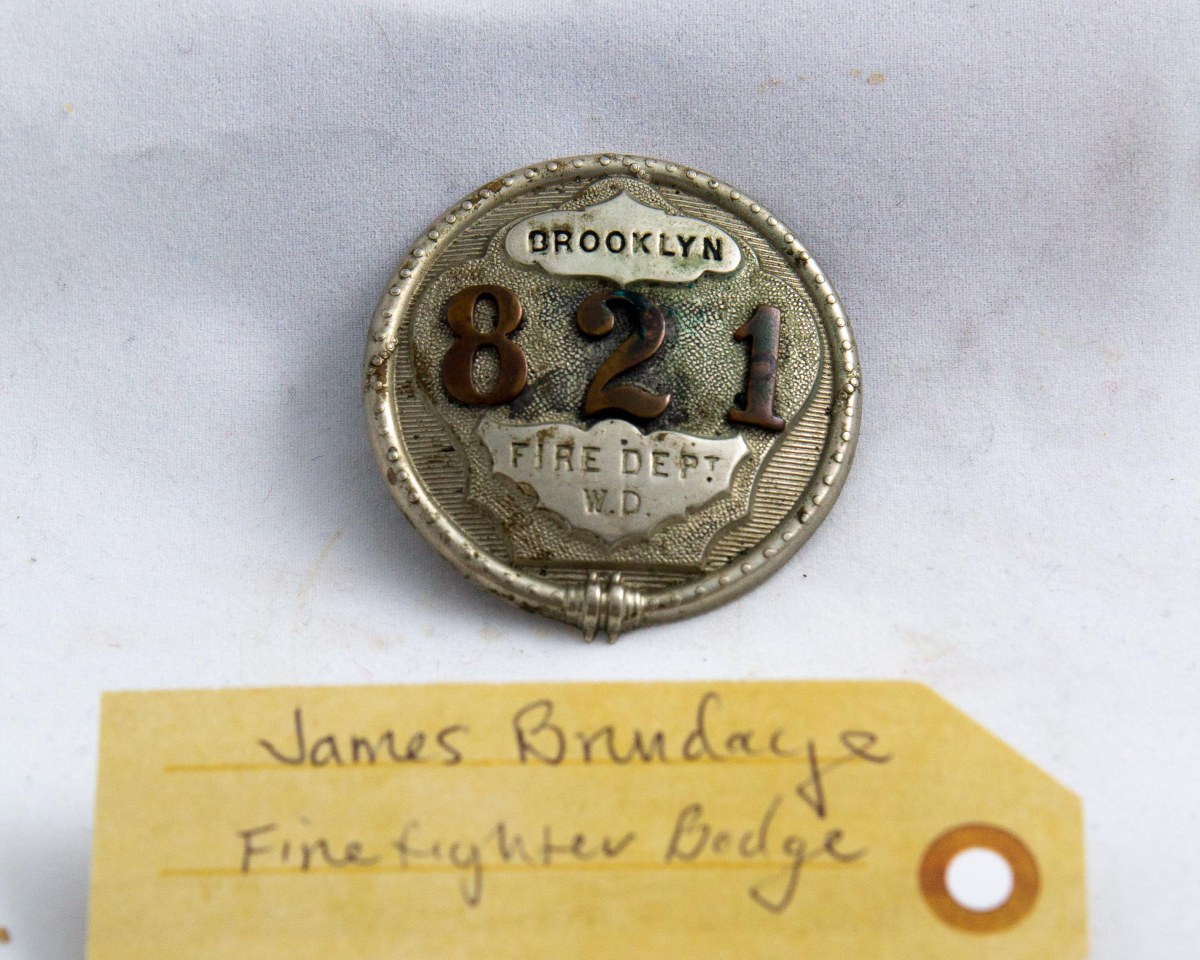 BROOKLYN
821
FIRE DEPT
W.D.
James Brundage
Firefighter Badge